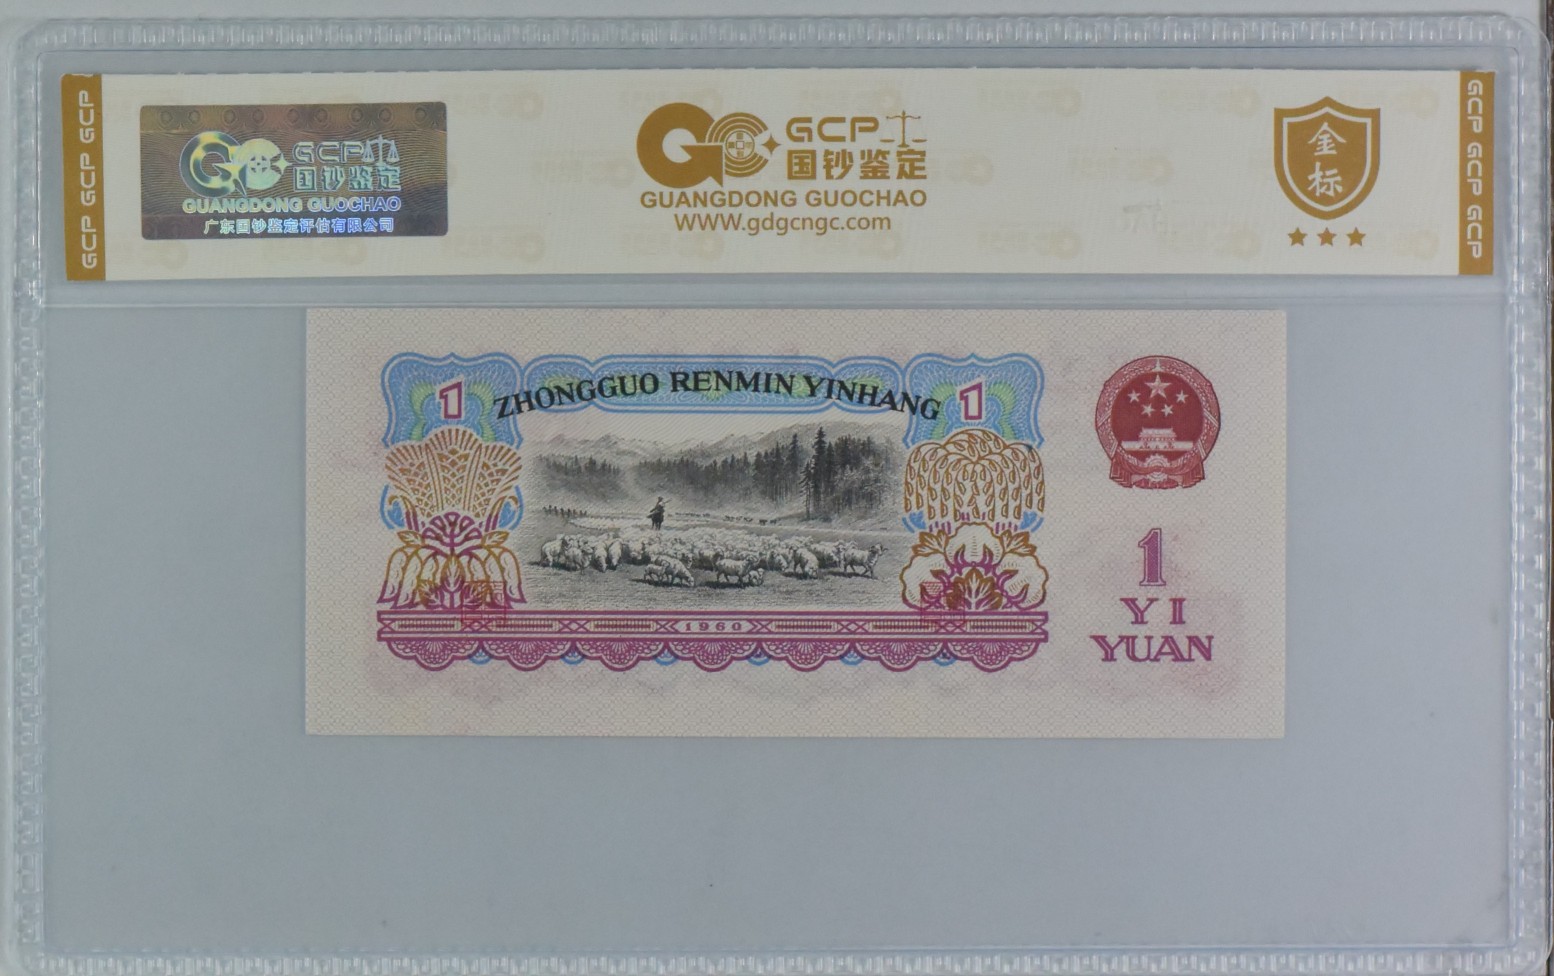 GCP GCP GCP
GCP 国钞鉴定
GUANGDONG GUOCHAO
广东国钞鉴定评估有限公司
GCP 国钞鉴定
GUANGDONG GUOCHAO
WWW.gdgcngc.com
金标
GCP GCP GCP
1 ZHONGGUO RENMIN YINHANG 1
1960
1
YI
YUAN